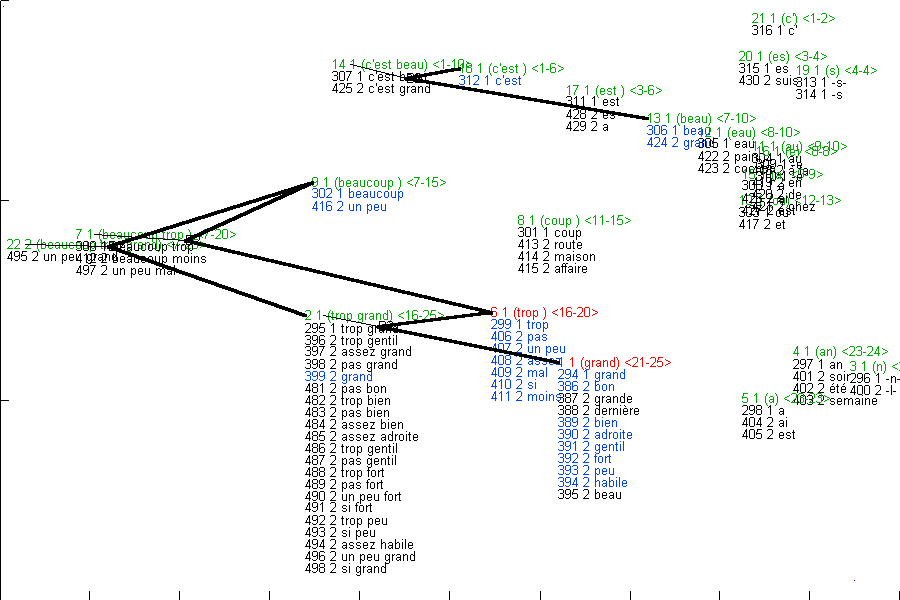 21 1 (c') <1-2>
316 1 c'
20 1 (es) <3-4>
315 1 es
430 2 suis
19 1 (s) <4-4>
313 1 -s-
314 1 -s
14 1 (c'est beau) <1-10>
307 1 c'est beau
425 2 c'est grand
18 1 (c'est ) <1-6>
312 1 c'est
17 1 (est ) <3-6>
311 1 est
428 2 es
429 2 a
13 1 (beau) <7-10>
306 1 beau
424 2 grand
12 1 (eau) <8-10>
305 1 eau
422 2 pain
9 1 (beaucoup ) <7-15>
302 1 beaucoup
416 2 un peu
417 2 et
8 1 (coup ) <11-15>
301 1 coup
413 2 route
414 2 maison
415 2 affaire
7 1 (beaucoup trop ) <7-20>
412 2 beaucoup moins
497 2 un peu mal
495 2 un peu grand
2 1 (trop grand) <16-25>
295 1 trop grand
396 2 trop gentil
397 2 assez grand
398 2 pas grand
399 2 grand
481 2 pas bon
482 2 trop bien
483 2 pas bien
484 2 assez bien
485 2 assez adroite
486 2 trop gentil
487 2 pas gentil
488 2 trop fort
489 2 pas fort
490 2 un peu fort
491 2 si fort
492 2 trop peu
493 2 si peu
494 2 assez habile
496 2 un peu grand
498 2 si grand
6 1 (trop ) <16-20>
299 1 trop
406 2 pas
407 2 un peu
408 2 assez
409 2 mal
410 2 si
411 2 moins
1 1 (grand) <21-25>
294 1 grand
386 2 bon
387 2 grande
388 2 dernière
389 2 bien
390 2 adroite
391 2 gentil
392 2 fort
393 2 peu
394 2 habile
395 2 beau
4 1 (an) <23-24>
297 1 an
401 2 soir
402 2 été
403 2 semaine
3 1 (n)
296 1 -n-
400 2 -l-
5 1 (a)
298 1 a
404 2 ai
405 2 est